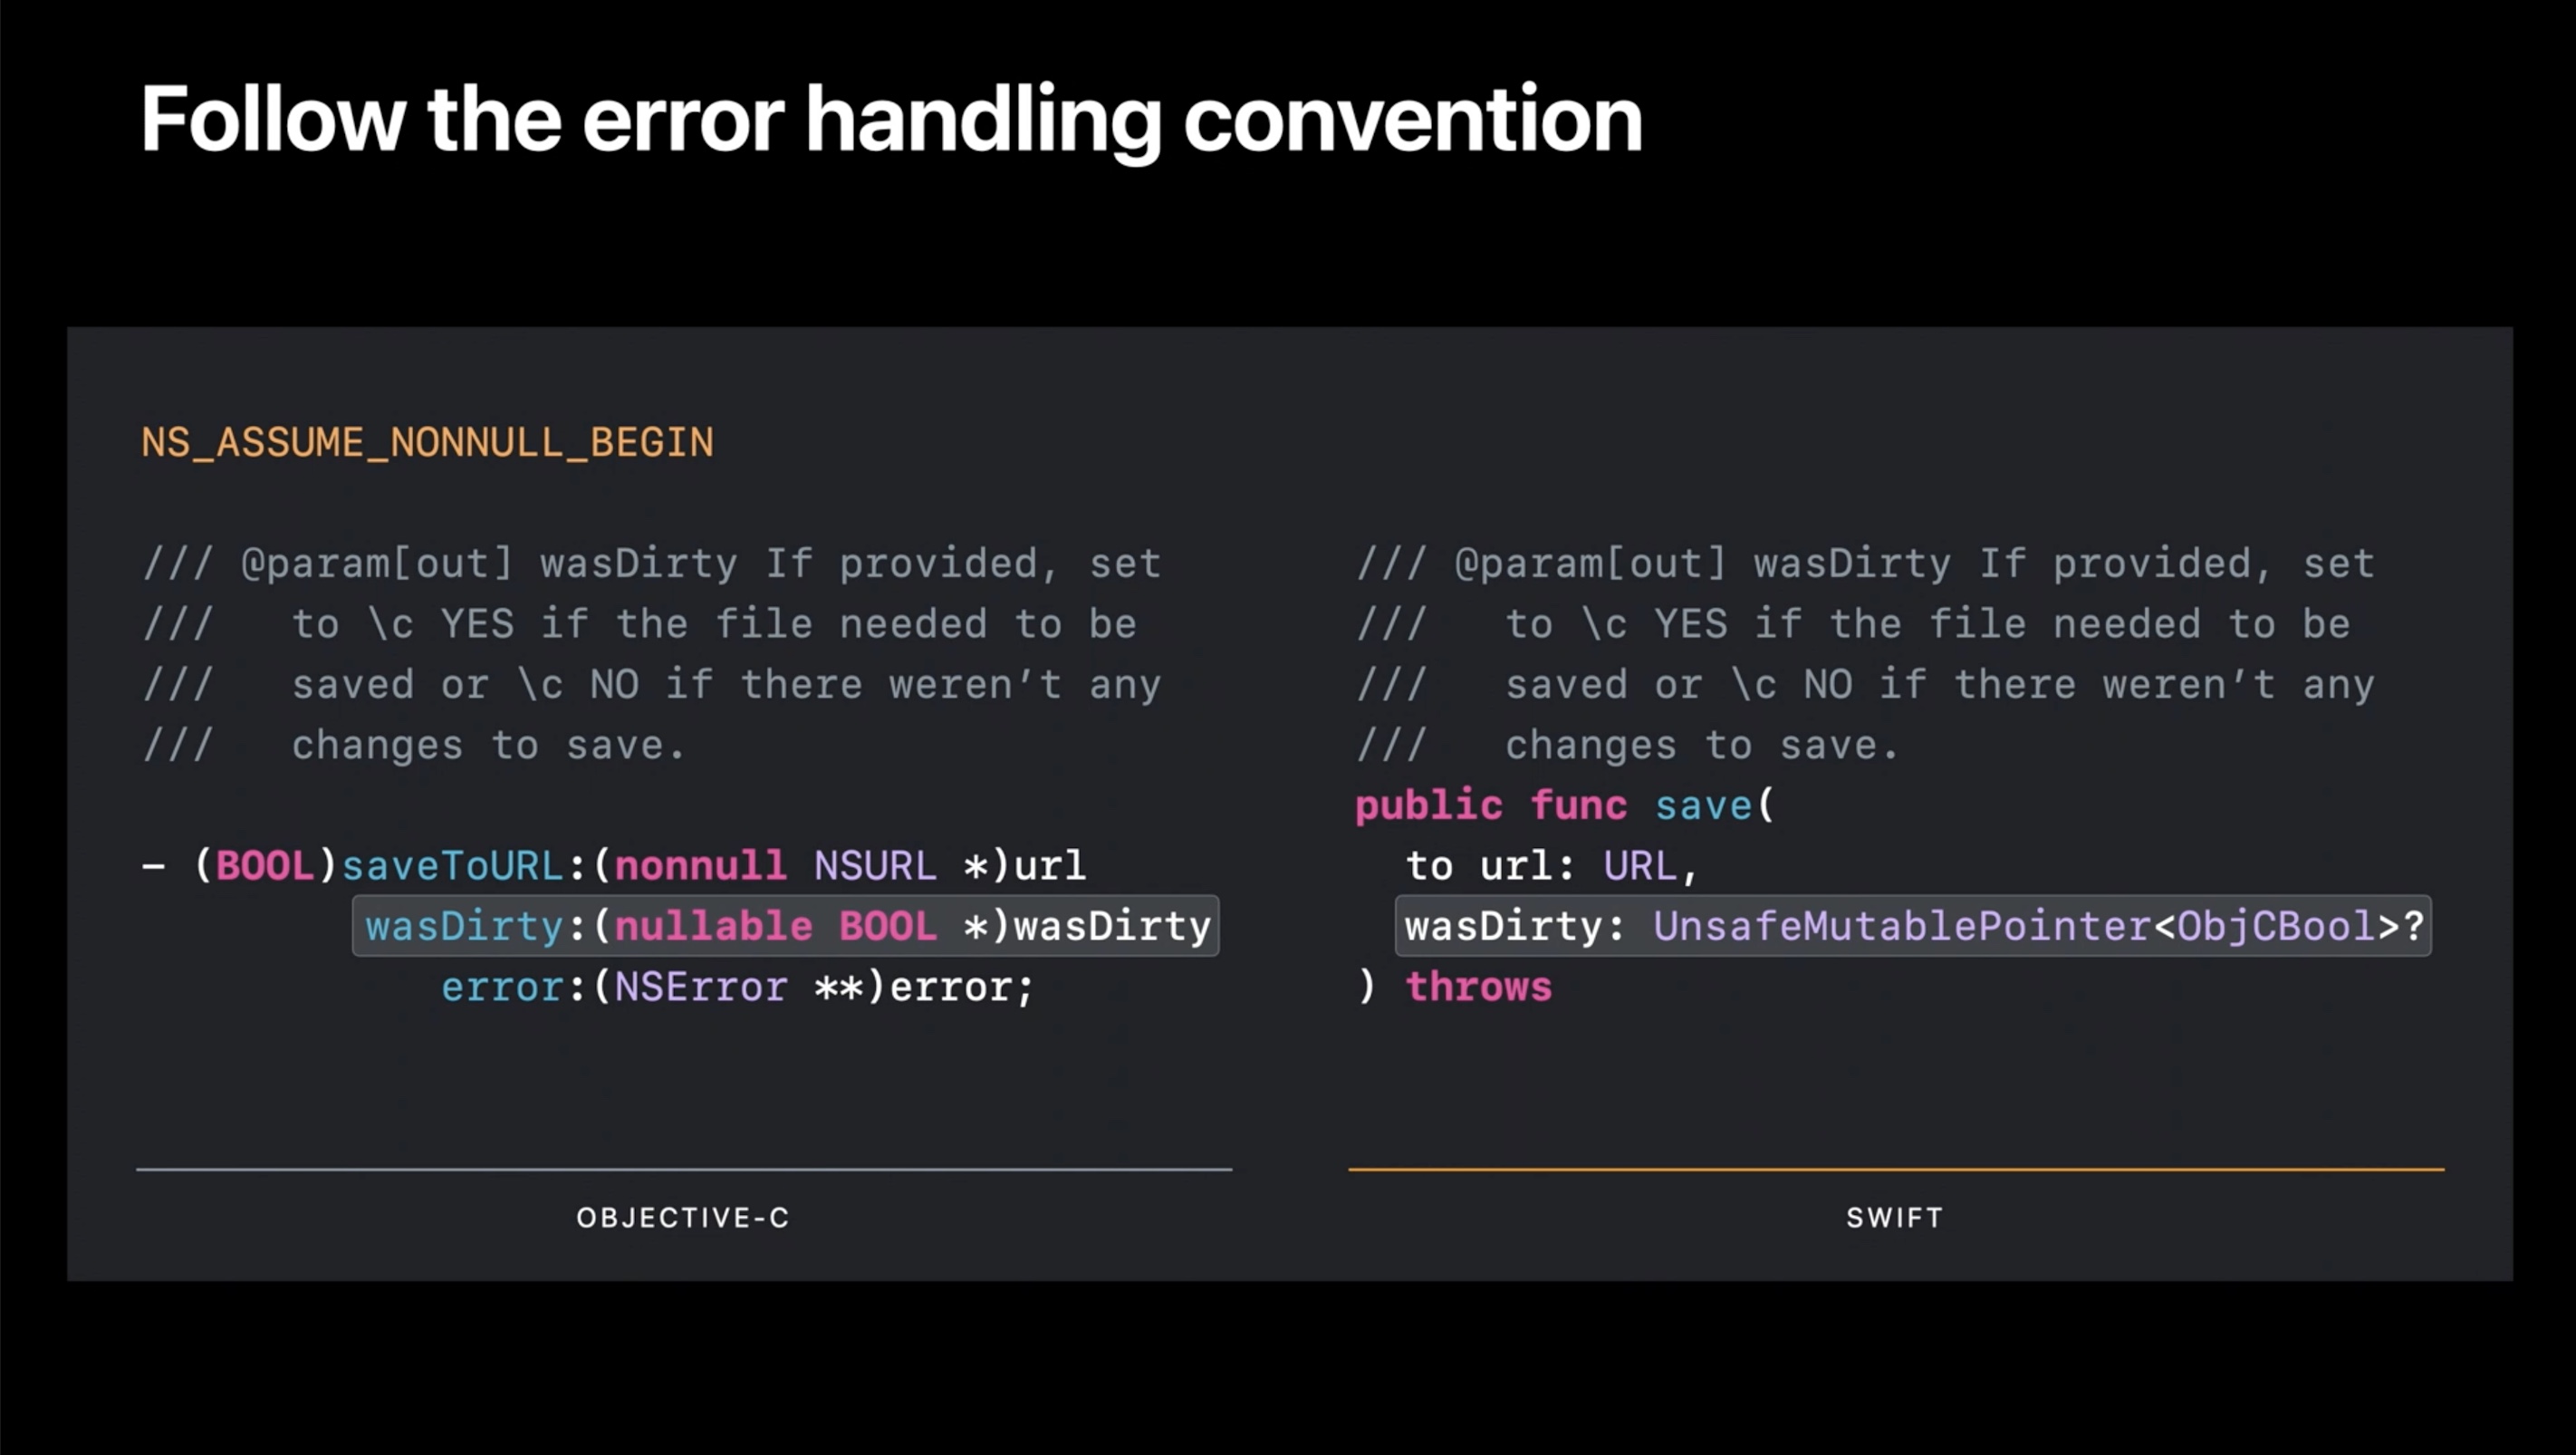 Follow the error handling convention
NS_ASSUME_NONNULL_BEGIN
/// @param[out] wasDirty If provided, set
///   to \c YES if the file needed to be
///   saved or \c NO if there weren’t any
///   changes to save.
- (BOOL)saveToURL:(nonnull NSURL *)url
wasDirty:(nullable BOOL *)wasDirty
error:(NSError **)error;
OBJECTIVE-C
/// @param[out] wasDirty If provided, set
///   to \c YES if the file needed to be
///   saved or \c NO if there weren’t any
///   changes to save.
public func save(
to url: URL,
wasDirty: UnsafeMutablePointer<ObjCBool>?
) throws
SWIFT